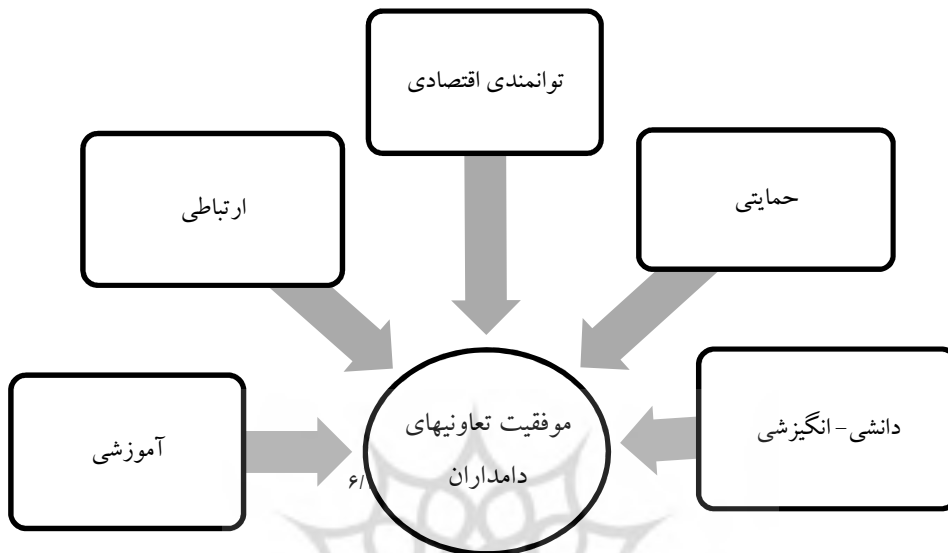 توانمندی اقتصادی
حمایتی
ارتباطی
دانشی-انگیزشی
موفقیت تعاونیهای
دامداران
آموزشی